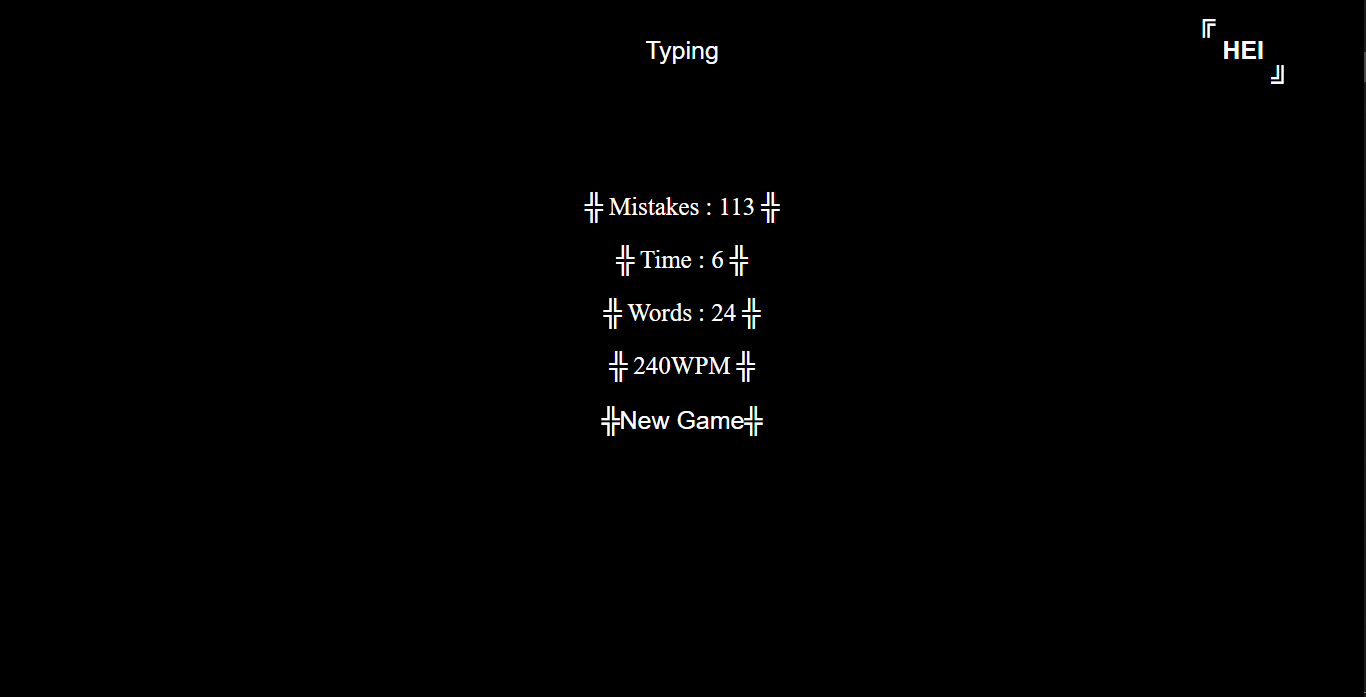 Typing
╔
HEI
╝
╬ Mistakes : 113 ╬
╬ Time : 6 ╬
╬ Words : 24 ╬
╬ 240WPM ╬
╬New Game╬